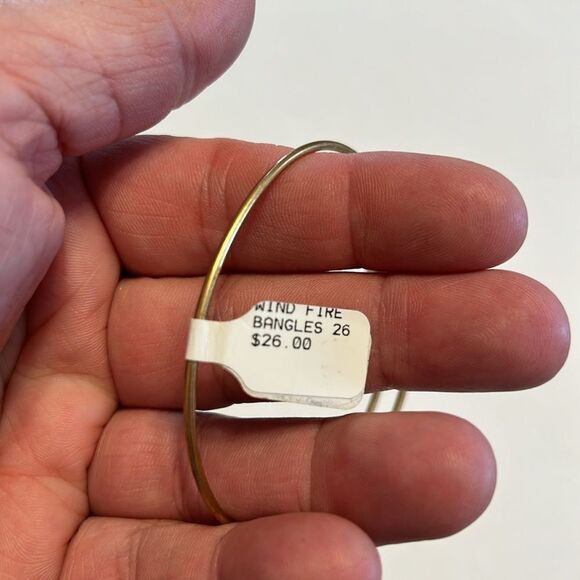 WIND FIRE
BANGLES 26
$26.00